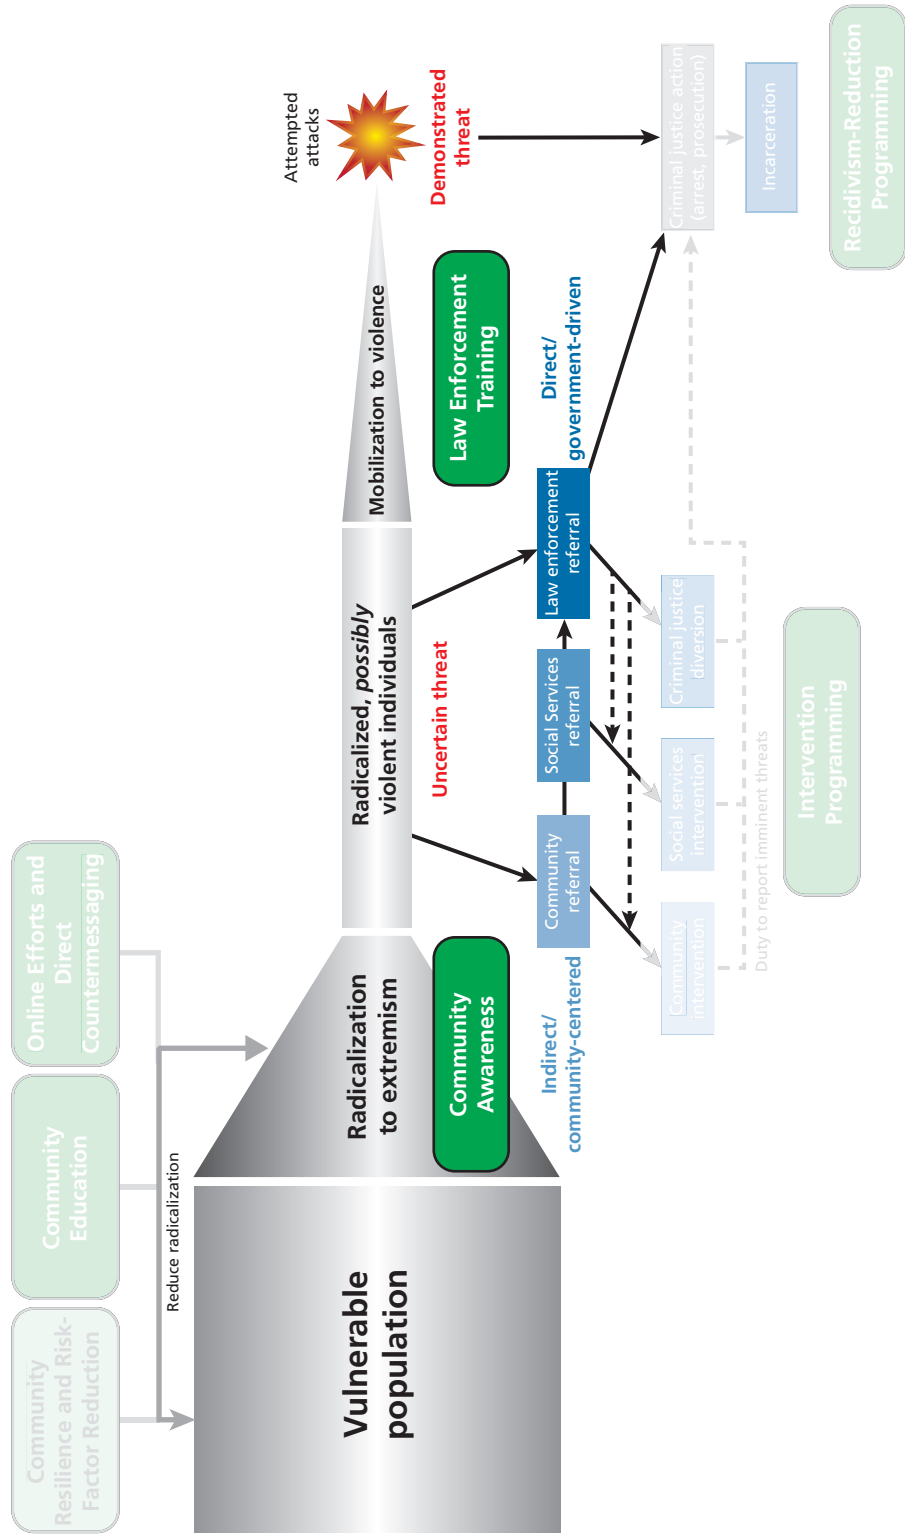 Community
Resilience and Risk-
Factor Reduction
Community
Education
Online Efforts and
Direct
Countermessaging
Reduce radicalization
Vulnerable
population
Radicalization
to extremism
Radicalized, possibly
violent individuals
Mobilization to violence
Attempted
attacks
Community
Awareness
Uncertain threat
Law Enforcement
Training
Demonstrated
threat
Indirect/
community-centered
Community
referral
Social Services
referral
Law enforcement
referral
Direct/
government-driven
Community
intervention
Social services
intervention
Criminal justice
diversion
Criminal justice action
(arrest, prosecution)
Duty to report imminent threats
Incarceration
Intervention
Programming
Recidivism-Reduction
Programming